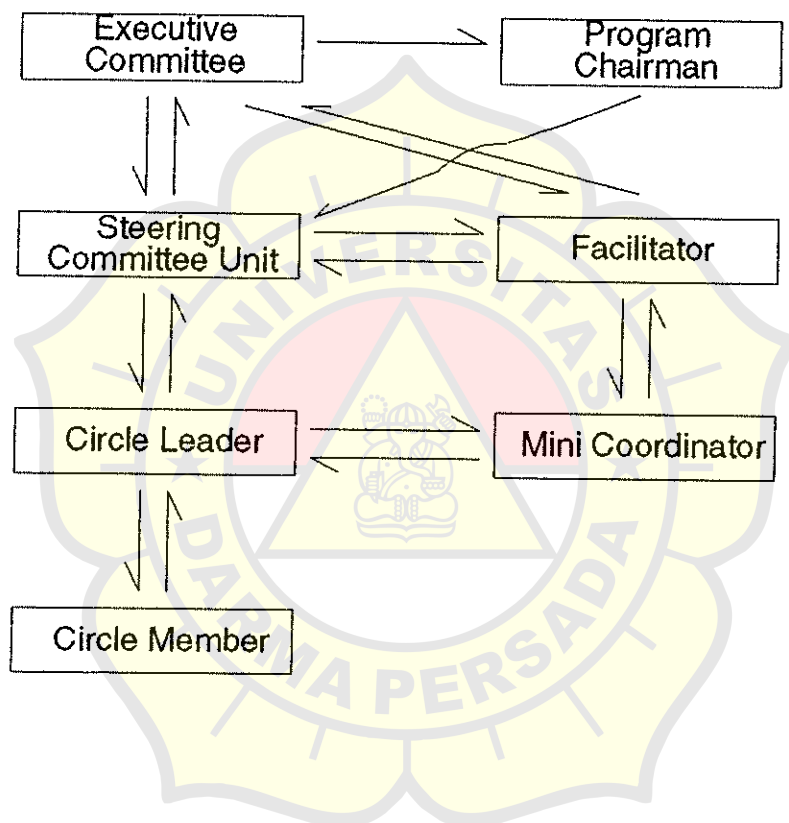 Executive
Committee
Program
Chairman
Steering
Committee Unit
Facilitator
Circle Leader
Mini Coordinator
Circle Member
UNIVERSITAS
DARMA PERSADA